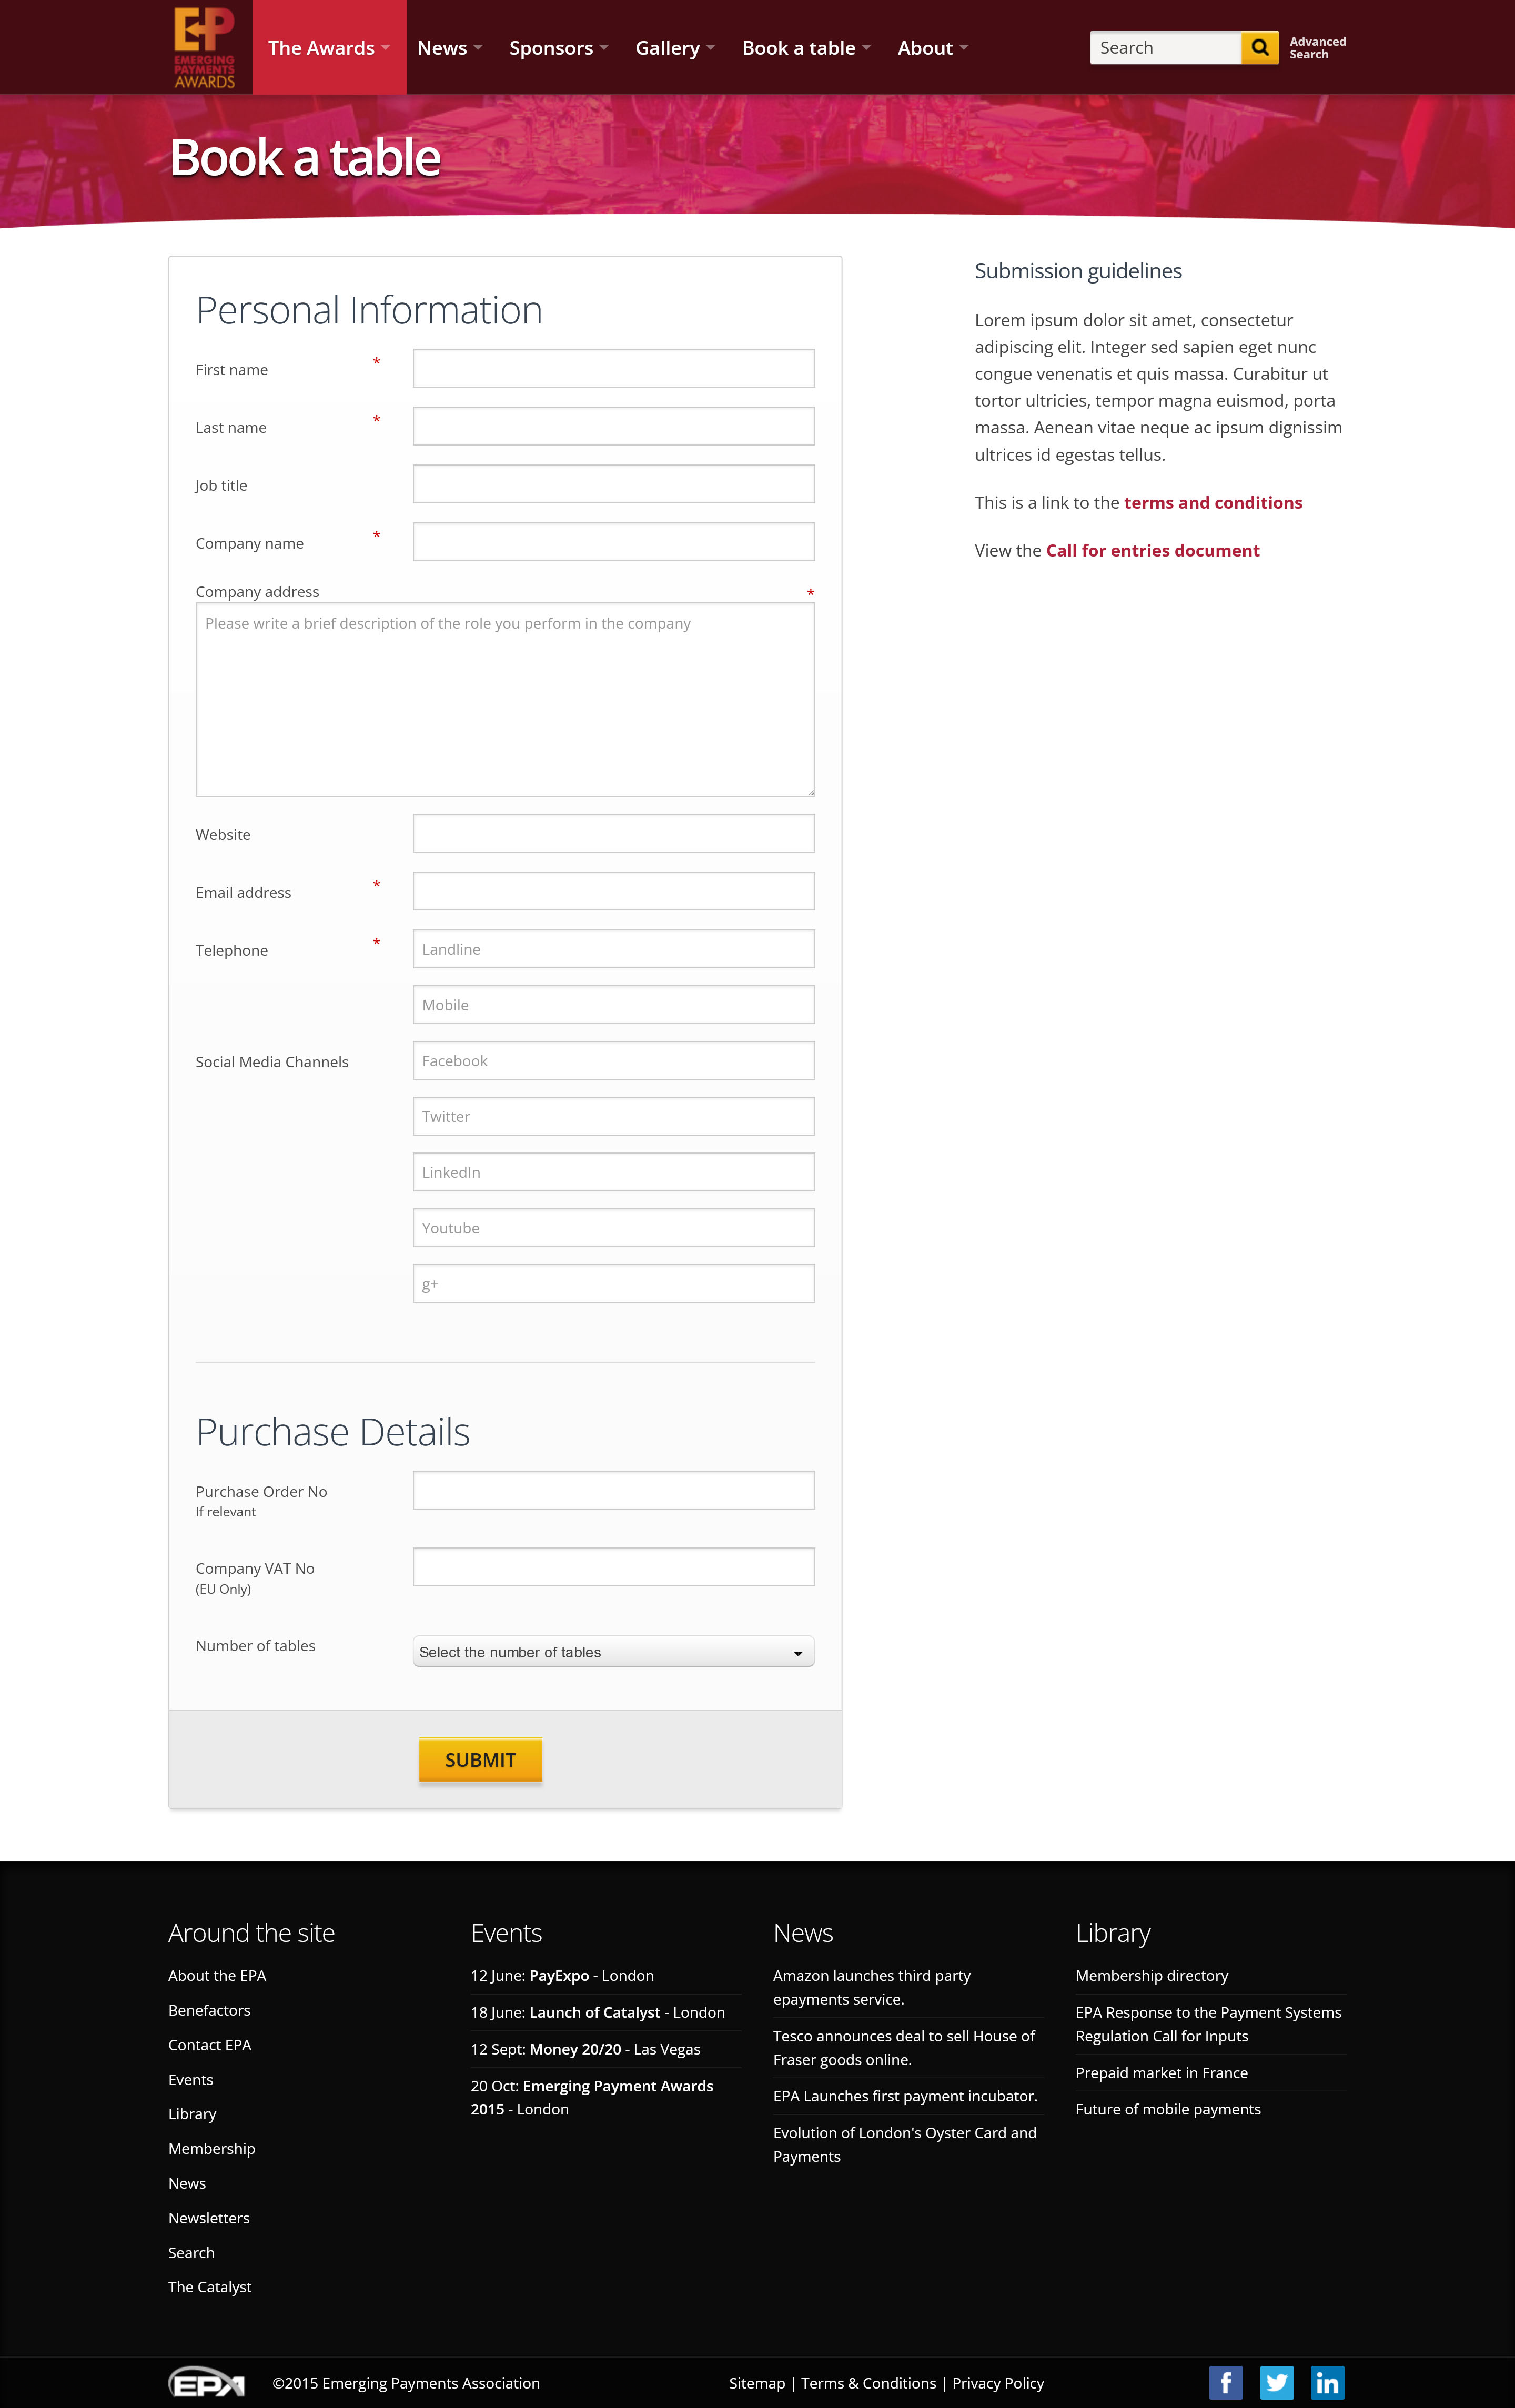 EP
EMERGING
PAYMENTS
AWARDS
The Awards
News
Sponsors
Gallery
Book a table
About
Search
Advanced
Search
Book a table
Personal Information
First name *
Last name *
Job title
Company name *
Company address *
Please write a brief description of the role you perform in the company
Website
Email address *
Telephone * Landline
Mobile
Social Media Channels Facebook
Twitter
LinkedIn
Youtube
g+
Purchase Details
Purchase Order No
If relevant
Company VAT No
(EU Only)
Number of tables Select the number of tables
SUBMIT
Submission guidelines
Lorem ipsum dolor sit amet, consectetur
adipiscing elit. Integer sed sapien eget nunc
congue venenatis et quis massa. Curabitur ut
tortor ultricies, tempor magna euismod, porta
massa. Aenean vitae neque ac ipsum dignissim
ultrices id egestas tellus.
This is a link to the terms and conditions
View the Call for entries document
Around the site
About the EPA
Benefactors
Contact EPA
Events
Library
Membership
News
Newsletters
Search
The Catalyst
Events
12 June: PayExpo - London
18 June: Launch of Catalyst - London
12 Sept: Money 20/20 - Las Vegas
20 Oct: Emerging Payment Awards
2015 - London
News
Amazon launches third party
epayments service.
Tesco announces deal to sell House of
Fraser goods online.
EPA Launches first payment incubator.
Evolution of London's Oyster Card and
Payments
Library
Membership directory
EPA Response to the Payment Systems
Regulation Call for Inputs
Prepaid market in France
Future of mobile payments
EPA
©2015 Emerging Payments Association
Sitemap | Terms & Conditions | Privacy Policy
f
in